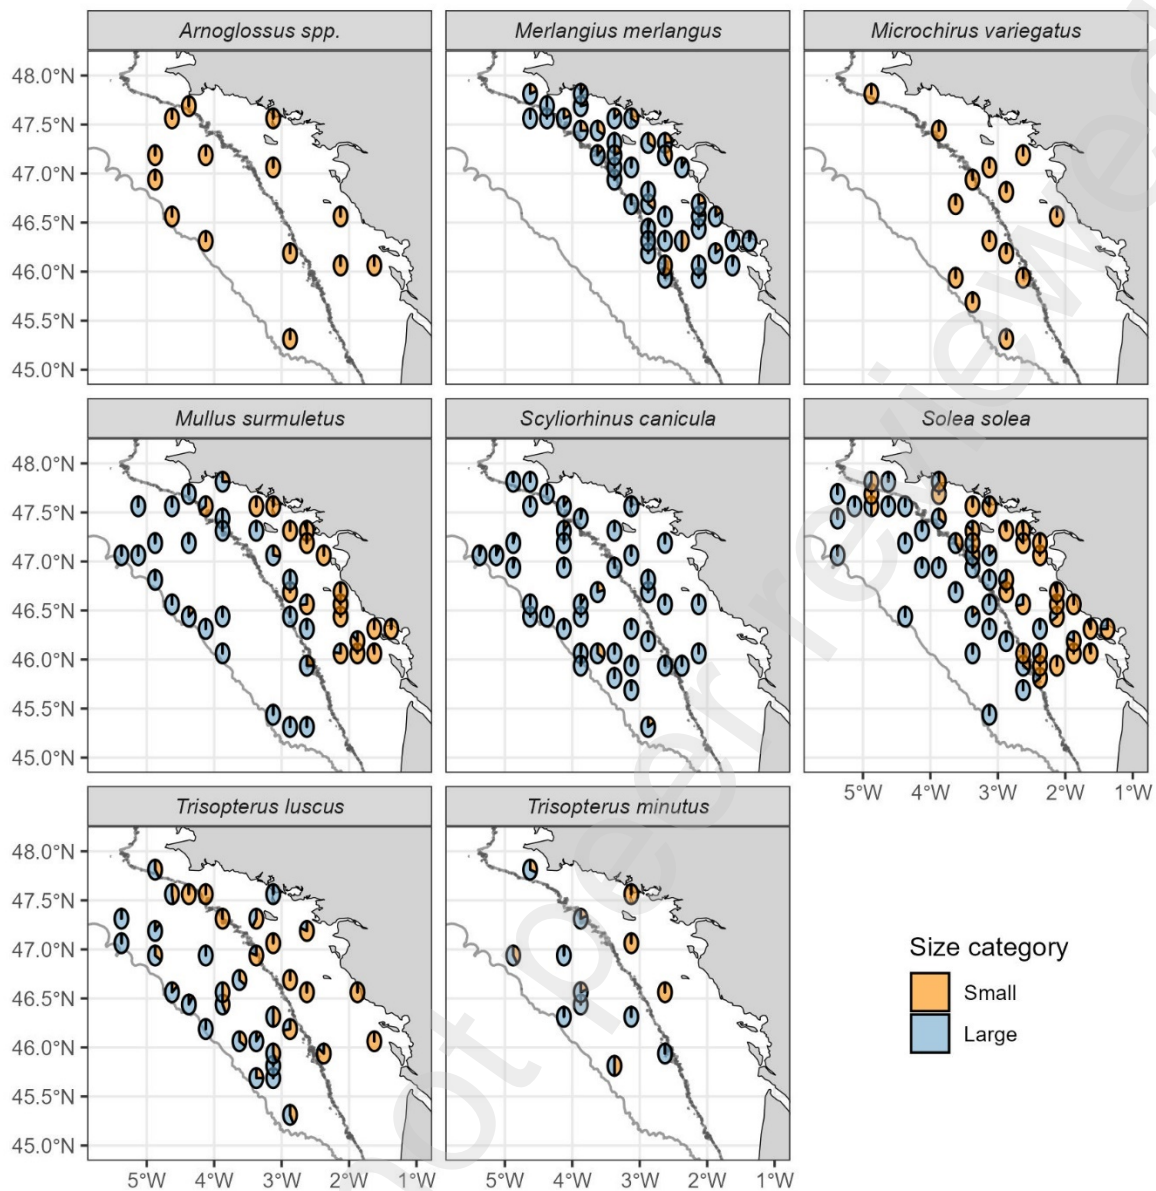 Arnoglossus spp.
Merlangius merlangus
Microchirus variegatus
48.0°N
47.5°N
47.0°N
46.5°N
46.0°N
45.5°N
45.0°N
Mullus surmuletus
Scyliorhinus canicula
Solea solea
48.0°N
47.5°N
47.0°N
46.5°N
46.0°N
45.5°N
45.0°N
5°W 4°W 3°W 2°W 1°W
Trisopterus luscus
Trisopterus minutus
48.0°N
47.5°N
47.0°N
46.5°N
46.0°N
45.5°N
45.0°N
5°W 4°W 3°W 2°W 1°W
5°W 4°W 3°W 2°W 1°W
Size category
Small
Large
not peer reviewe